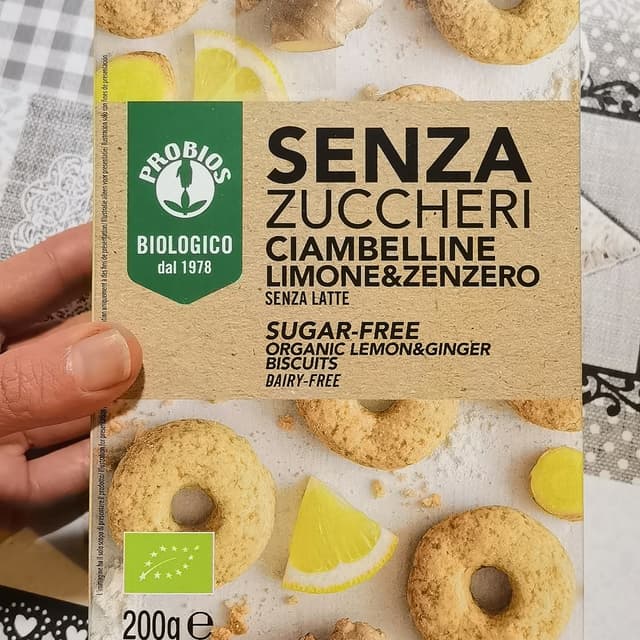 PROBIOS
BIOLOGICO
dal 1978
SENZA
ZUCCHERI
CIAMBELLINE
LIMONE&ZENZERO
SENZA LATTE
SUGAR-FREE
ORGANIC LEMON&GINGER
BISCUITS
DAIRY-FREE
200g e